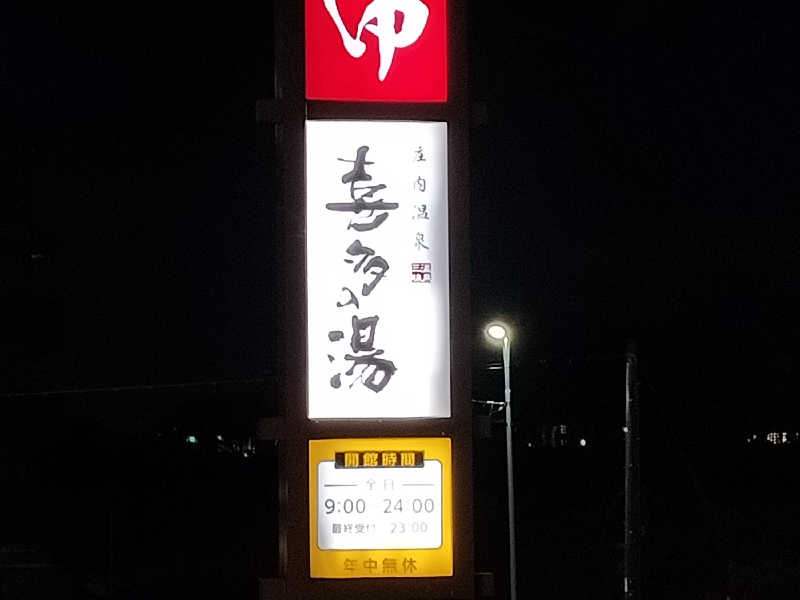 ゆ
庄内温泉
喜多の湯
開館時間
全日
9:00 24:00
最終受付 23:00
年中無休